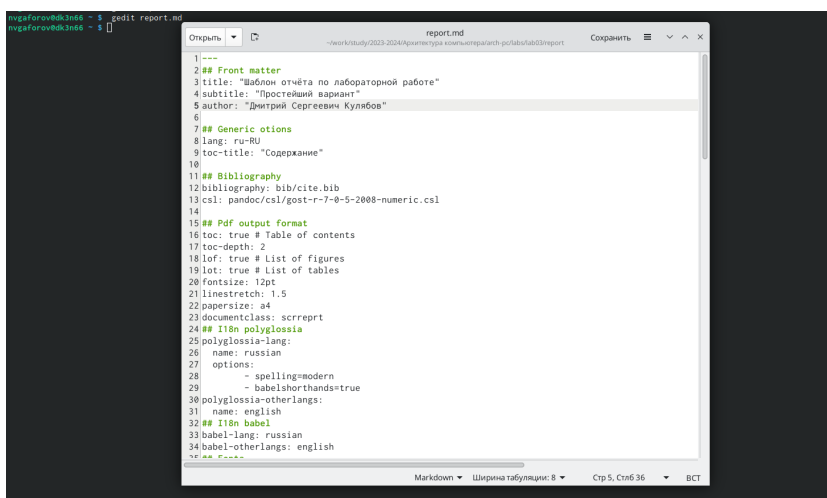 nvgaforov@dk3n66 ~ $ gedit report.md
nvgaforov@dk3n66 ~ $
Открыть
report.md
~/work/study/2023-2024/Архитектура компьютера/arch-pc/labs/lab03/report
Сохранить
1 ---
2 ## Front matter
3 title: "Шаблон отчёта по лабораторной работе"
4 subtitle: "Простейший вариант"
5 author: "Дмитрий Сергеевич Кулябов"
6
7 ## Generic otions
8 lang: ru-RU
9 toc-title: "Содержание"
10
11 ## Bibliography
12 bibliography: bib/cite.bib
13 csl: pandoc/csl/gost-r-7-0-5-2008-numeric.csl
14
15 ## Pdf output format
16 toc: true # Table of contents
17 toc-depth: 2
18 lof: true # List of figures
19 lot: true # List of tables
20 fontsize: 12pt
21 linestretch: 1.5
22 papersize: a4
23 documentclass: scrreprt
24 ## I18n polyglossia
25 polyglossia-lang:
26   name: russian
27   options:
28         - spelling=modern
29         - babelshorthands=true
30 polyglossia-otherlangs:
31   name: english
32 ## I18n babel
33 babel-lang: russian
34 babel-otherlangs: english
35 ## Fonts
Markdown Ширина табуляции: 8 Стр 5, Стлб 36 ВСТ